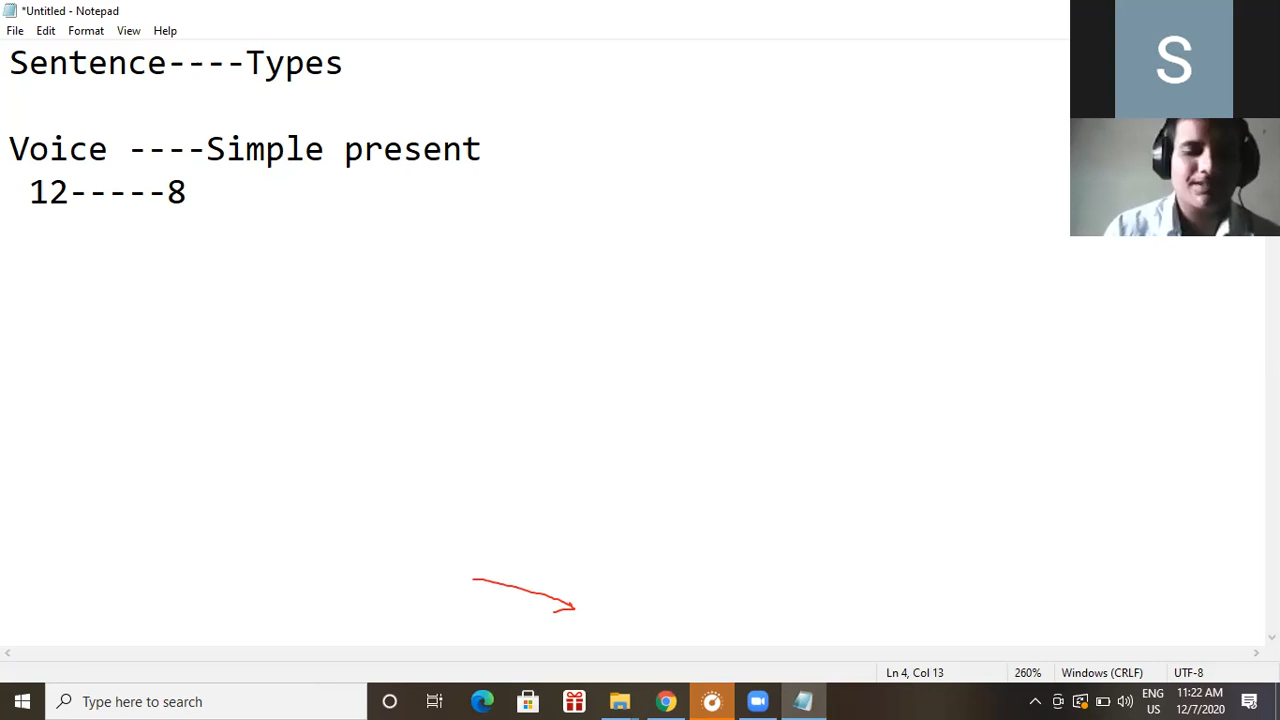 *Untitled - Notepad
File Edit Format View Help
S
Sentence----Types
Voice ----Simple present
12-----8
Ln 4, Col 13 260% Windows (CRLF) UTF-8
Type here to search
ENG 11:22 AM
US 12/7/2020